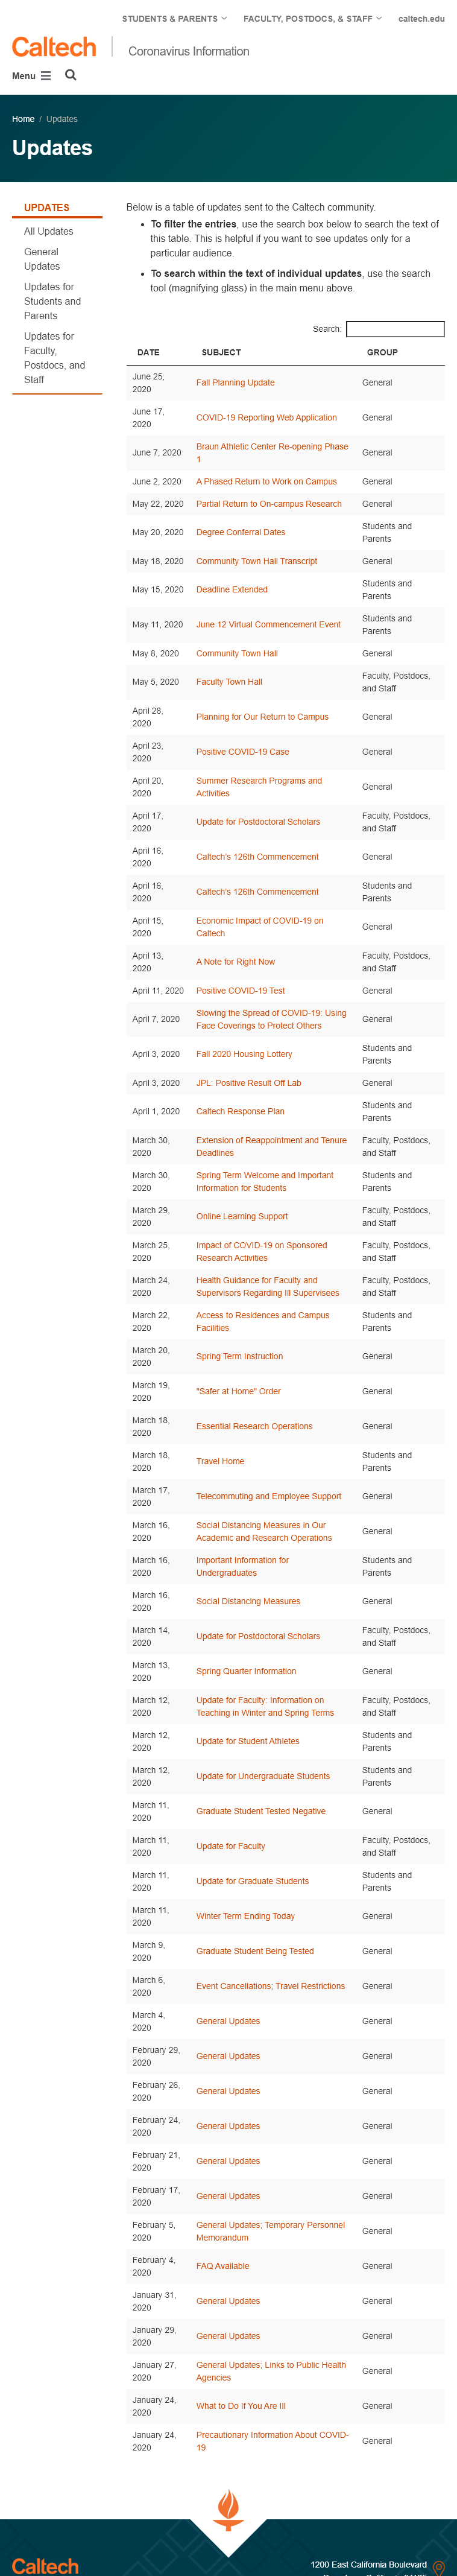 STUDENTS & PARENTS FACULTY, POSTDOCS, & STAFF caltech.edu
Caltech Coronavirus Information
Menu
Home / Updates
Updates
UPDATES
All Updates
General
Updates
Updates for
Students and
Parents
Updates for
Faculty,
Postdocs, and
Staff
Below is a table of updates sent to the Caltech community.
• To filter the entries, use the search box below to search the text of
this table. This is helpful if you want to see updates only for a
particular audience.
• To search within the text of individual updates, use the search
tool (magnifying glass) in the main menu above.
Search:
DATE SUBJECT GROUP
June 25,
2020
Fall Planning Update
General
June 17,
2020
COVID-19 Reporting Web Application
General
June 7, 2020
Braun Athletic Center Re-opening Phase
1
General
June 2, 2020 A Phased Return to Work on Campus General
May 22, 2020 Partial Return to On-campus Research General
May 20, 2020 Degree Conferral Dates
Students and
Parents
May 18, 2020 Community Town Hall Transcript General
May 15, 2020 Deadline Extended
Students and
Parents
May 11, 2020 June 12 Virtual Commencement Event
Students and
Parents
May 8, 2020 Community Town Hall General
May 5, 2020 Faculty Town Hall
Faculty, Postdocs,
and Staff
April 28,
2020
Planning for Our Return to Campus
General
April 23,
2020
Positive COVID-19 Case
General
April 20,
2020
Summer Research Programs and
Activities
General
April 17,
2020
Update for Postdoctoral Scholars
Faculty, Postdocs,
and Staff
April 16,
2020
Caltech's 126th Commencement
General
April 16,
2020
Caltech's 126th Commencement
Students and
Parents
April 15,
2020
Economic Impact of COVID-19 on
Caltech
General
April 13,
2020
A Note for Right Now
Faculty, Postdocs,
and Staff
April 11, 2020 Positive COVID-19 Test General
April 7, 2020
Slowing the Spread of COVID-19: Using
Face Coverings to Protect Others
General
April 3, 2020 Fall 2020 Housing Lottery
Students and
Parents
April 3, 2020 JPL: Positive Result Off Lab General
April 1, 2020 Caltech Response Plan
Students and
Parents
March 30,
2020
Extension of Reappointment and Tenure
Deadlines
Faculty, Postdocs,
and Staff
March 30,
2020
Spring Term Welcome and Important
Information for Students
Students and
Parents
March 29,
2020
Online Learning Support
Faculty, Postdocs,
and Staff
March 25,
2020
Impact of COVID-19 on Sponsored
Research Activities
Faculty, Postdocs,
and Staff
March 24,
2020
Health Guidance for Faculty and
Supervisors Regarding Ill Supervisees
Faculty, Postdocs,
and Staff
March 22,
2020
Access to Residences and Campus
Facilities
Students and
Parents
March 20,
2020
Spring Term Instruction
General
March 19,
2020
"Safer at Home" Order
General
March 18,
2020
Essential Research Operations
General
March 18,
2020
Travel Home
Students and
Parents
March 17,
2020
Telecommuting and Employee Support
General
March 16,
2020
Social Distancing Measures in Our
Academic and Research Operations
General
March 16,
2020
Important Information for
Undergraduates
Students and
Parents
March 16,
2020
Social Distancing Measures
General
March 14,
2020
Update for Postdoctoral Scholars
Faculty, Postdocs,
and Staff
March 13,
2020
Spring Quarter Information
General
March 12,
2020
Update for Faculty: Information on
Teaching in Winter and Spring Terms
Faculty, Postdocs,
and Staff
March 12,
2020
Update for Student Athletes
Students and
Parents
March 12,
2020
Update for Undergraduate Students
Students and
Parents
March 11,
2020
Graduate Student Tested Negative
General
March 11,
2020
Update for Faculty
Faculty, Postdocs,
and Staff
March 11,
2020
Update for Graduate Students
Students and
Parents
March 11,
2020
Winter Term Ending Today
General
March 9,
2020
Graduate Student Being Tested
General
March 6,
2020
Event Cancellations; Travel Restrictions
General
March 4,
2020
General Updates
General
February 29,
2020
General Updates
General
February 26,
2020
General Updates
General
February 24,
2020
General Updates
General
February 21,
2020
General Updates
General
February 17,
2020
General Updates
General
February 5,
2020
General Updates; Temporary Personnel
Memorandum
General
February 4,
2020
FAQ Available
General
January 31,
2020
General Updates
General
January 29,
2020
General Updates
General
January 27,
2020
General Updates; Links to Public Health
Agencies
General
January 24,
2020
What to Do If You Are Ill
General
January 24,
2020
Precautionary Information About COVID-
19
General
Caltech
1200 East California Boulevard